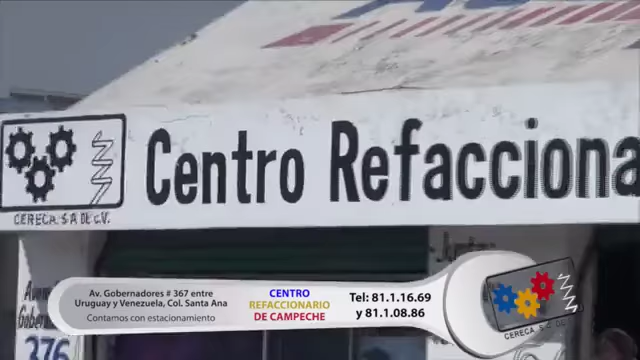 Centro Refacciona
CERECA S.A DE C.V.
Av. Gobernadores # 367 entre
Uruguay y Venezuela, Col. Santa Ana
Contamos con estacionamiento
CENTRO
REFACCIONARIO
DE CAMPECHE
Tel: 81.1.16.69
y 81.1.08.86
CERECA S.A DE
376